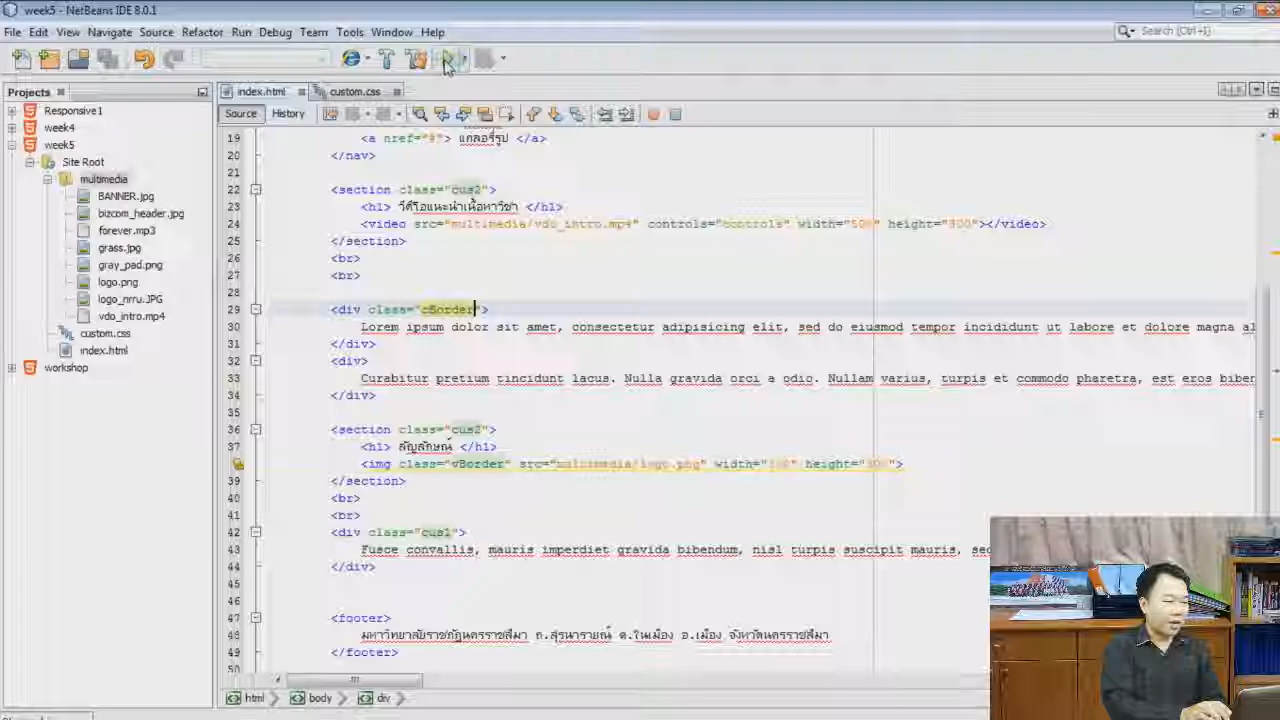 week5 - NetBeans IDE 8.0.1
File Edit View Navigate Source Refactor Run Debug Team Tools Window Help
Search (Ctrl+I)
Projects
index.html
custom.css
Responsive1
week4
week5
Site Root
multimedia
BANNER.jpg
bizcom_header.jpg
forever.mp3
grass.jpg
gray_pad.png
logo.png
logo_nrru.JPG
vdo_intro.mp4
custom.css
index.html
workshop
Source History
19 <a href="#"> แกลอรี่รูป </a>
20 </nav>
21
22 <section class="cus2">
23 <h1> วีดีโอแนะนำเนื้อหาวิชา </h1>
24 <video src="multimedia/vdo_intro.mp4" controls="controls" width="500" height="300"></video>
25 </section>
26 <br>
27 <br>
28
29 <div class="cBorder">
30 Lorem ipsum dolor sit amet, consectetur adipisicing elit, sed do eiusmod tempor incididunt ut labore et dolore magna al
31 </div>
32 <div>
33 Curabitur pretium tincidunt lacus. Nulla gravida orci a odio. Nullam varius, turpis et commodo pharetra, est eros biben
34 </div>
35
36 <section class="cus2">
37 <h1> สัญลักษณ์ </h1>
<img class="vBorder" src="multimedia/logo.png" width= height=
39 </section>
40 <br>
41 <br>
42 <div class="cus1">
43 Fusce convallis, mauris imperdiet gravida bibendum, nisl turpis suscipit mauris, sed
44 </div>
45
46
47 <footer>
48 มหาวิทยาลัยราชภัฏนครราชสีมา ถ.สุรนารายณ์ ต.ในเมือง อ.เมือง จังหวัดนครราชสีมา
49 </footer>
50
html body div